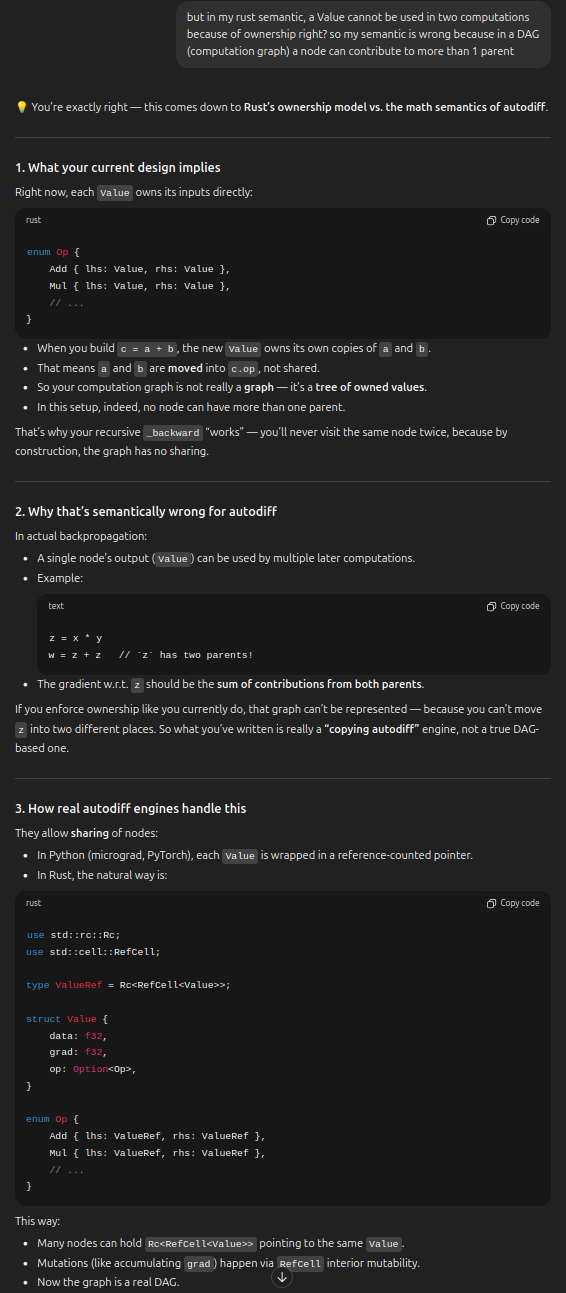 but in my rust semantic, a Value cannot be used in two computations
because of ownership right? so my semantic is wrong because in a DAG
(computation graph) a node can contribute to more than 1 parent
💡 You're exactly right — this comes down to Rust's ownership model vs. the math semantics of autodiff.
1. What your current design implies
Right now, each Value owns its inputs directly:
rust
Copy code
enum Op {
    Add { lhs: Value, rhs: Value },
    Mul { lhs: Value, rhs: Value },
    // ...
}
• When you build c = a + b, the new Value owns its own copies of a and b.
• That means a and b are moved into c.op, not shared.
• So your computation graph is not really a graph — it's a tree of owned values.
• In this setup, indeed, no node can have more than one parent.
That's why your recursive _backward “works” — you'll never visit the same node twice, because by
construction, the graph has no sharing.
2. Why that's semantically wrong for autodiff
In actual backpropagation:
• A single node's output (Value) can be used by multiple later computations.
• Example:
text
Copy code
z = x * y
w = z + z   // `z` has two parents!
• The gradient w.r.t. z should be the sum of contributions from both parents.
If you enforce ownership like you currently do, that graph can't be represented — because you can't move
z into two different places. So what you've written is really a “copying autodiff” engine, not a true DAG-
based one.
3. How real autodiff engines handle this
They allow sharing of nodes:
• In Python (micrograd, PyTorch), each Value is wrapped in a reference-counted pointer.
• In Rust, the natural way is:
rust
Copy code
use std::rc::Rc;
use std::cell::RefCell;
type ValueRef = Rc<RefCell<Value>>;
struct Value {
    data: f32,
    grad: f32,
    op: Option<Op>,
}
enum Op {
    Add { lhs: ValueRef, rhs: ValueRef },
    Mul { lhs: ValueRef, rhs: ValueRef },
    // ...
}
This way:
• Many nodes can hold Rc<RefCell<Value>> pointing to the same Value.
• Mutations (like accumulating grad) happen via RefCell interior mutability.
• Now the graph is a real DAG.